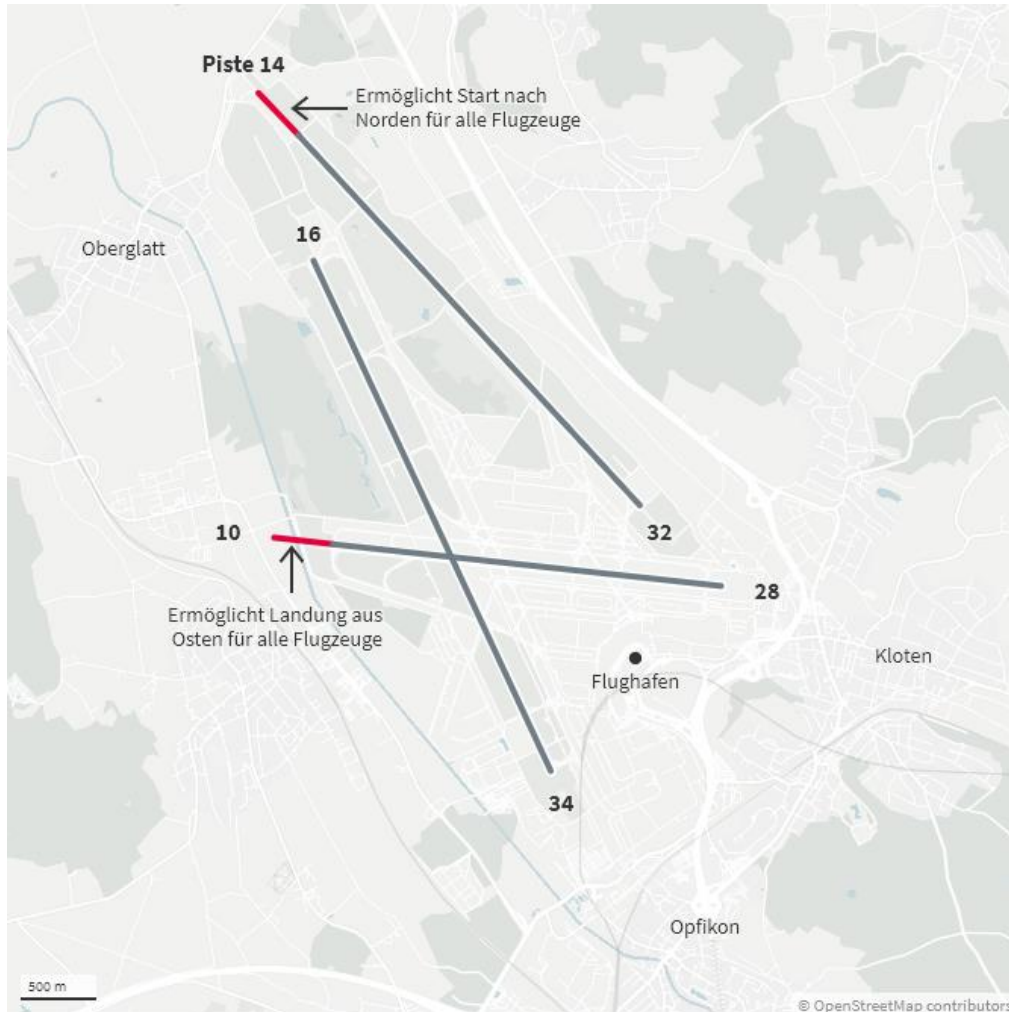 Piste 14
Ermöglicht Start nach
Norden für alle Flugzeuge
16
Oberglatt
10
32
28
Ermöglicht Landung aus
Osten für alle Flugzeuge
Kloten
Flughafen
34
Opfikon
500 m
© OpenStreetMap contributors